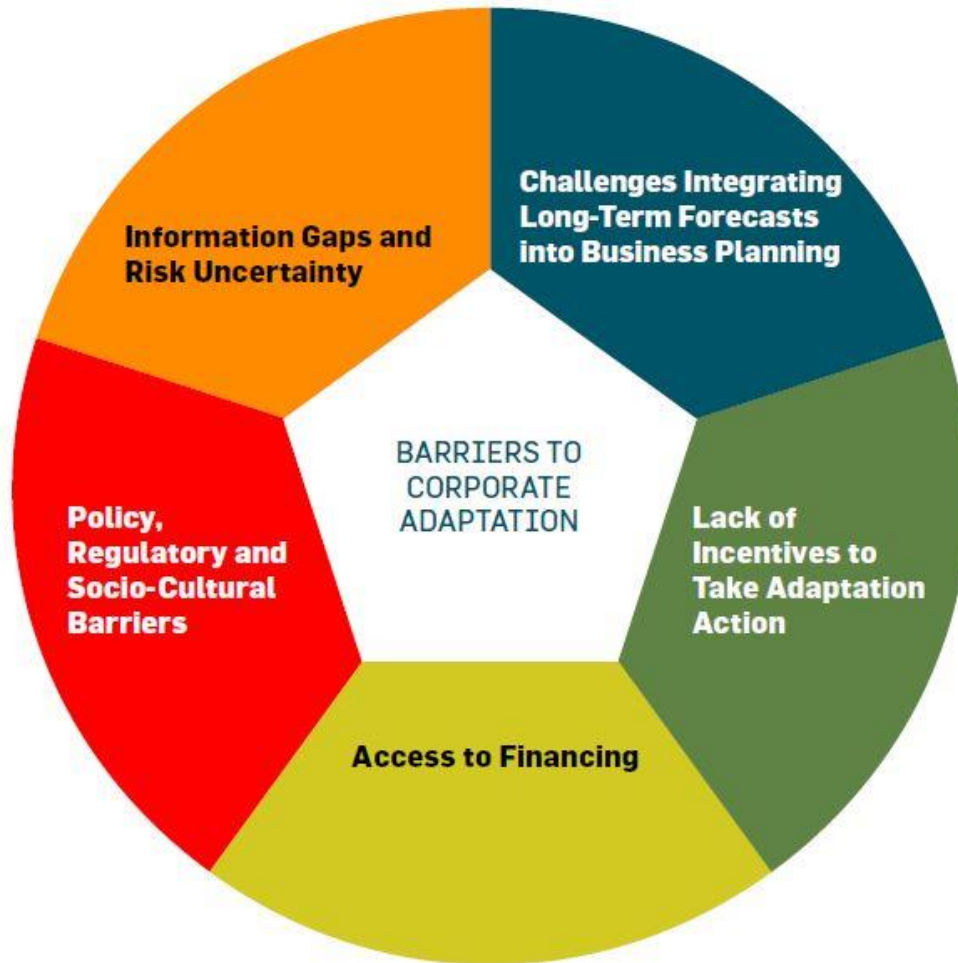 Information Gaps and
Risk Uncertainty
Challenges Integrating
Long-Term Forecasts
into Business Planning
BARRIERS TO
CORPORATE
ADAPTATION
Policy,
Regulatory and
Socio-Cultural
Barriers
Lack of
Incentives to
Take Adaptation
Action
Access to Financing